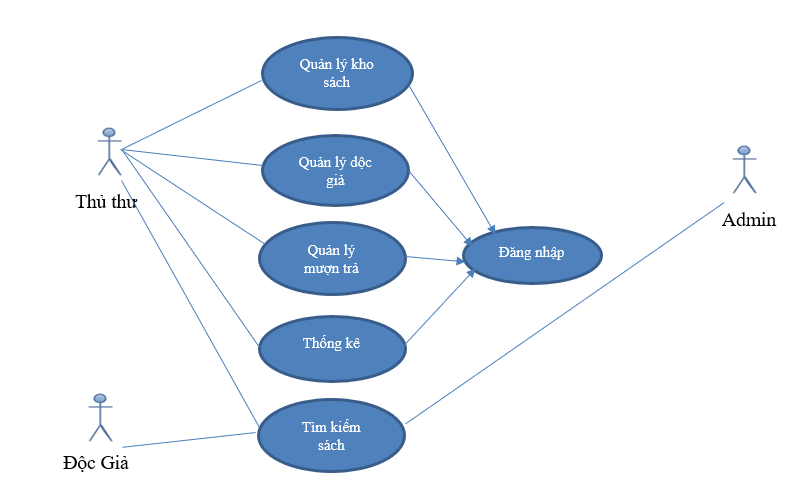 Quản lý kho
sách
Quản lý dộc
giả
Thủ thư
Admin
Quản lý
mượn trả
Đăng nhập
Thống kê
Tìm kiếm
sách
Độc Giả